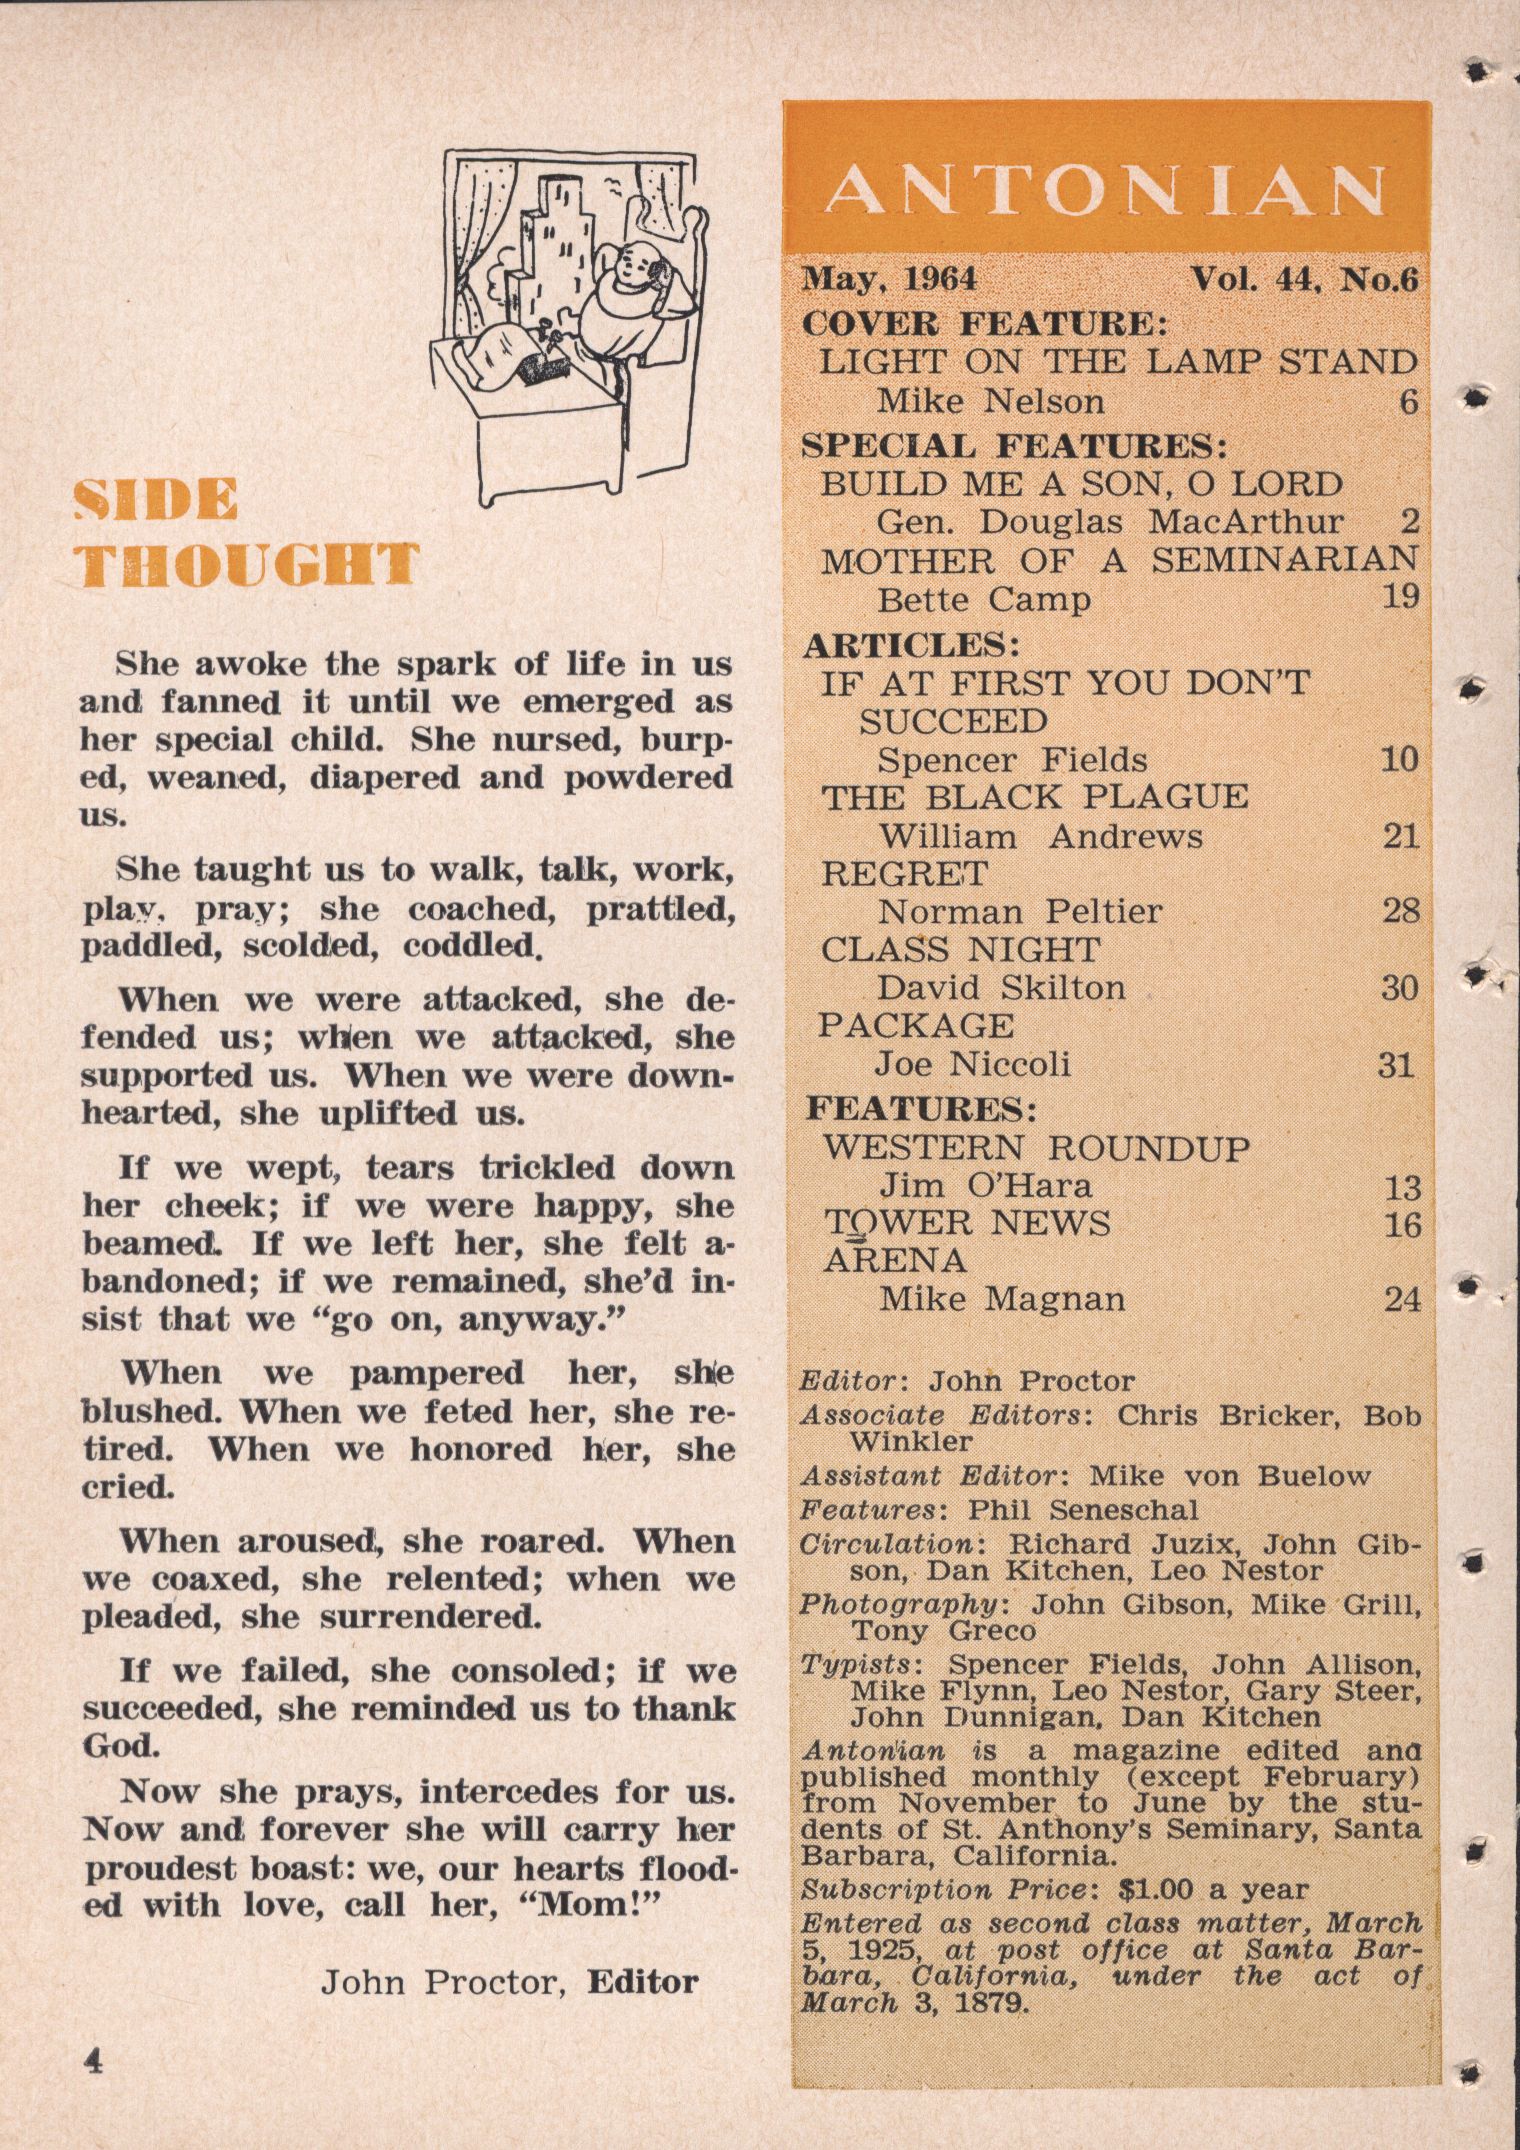 SIDE
THOUGHT
She awoke the spark of life in us
and fanned it until we emerged as
her special child. She nursed, burp-
ed, weaned, diapered and powdered
us.
She taught us to walk, talk, work,
play, pray; she coached, prattled,
paddled, scolded, coddled.
When we were attacked, she de-
fended us; when we attacked, she
supported us. When we were down-
hearted, she uplifted us.
If we wept, tears trickled down
her cheek; if we were happy, she
beamed. If we left her, she felt a-
bandoned; if we remained, she'd in-
sist that we “go on, anyway.”
When we pampered her, she
blushed. When we feted her, she re-
tired. When we honored her, she
cried.
When aroused, she roared. When
we coaxed, she relented; when we
pleaded, she surrendered.
If we failed, she consoled; if we
succeeded, she reminded us to thank
God.
Now she prays, intercedes for us.
Now and forever she will carry her
proudest boast: we, our hearts flood-
ed with love, call her, “Mom!”
John Proctor, Editor
4
ANTONIAN
May, 1964 Vol. 44, No.6
COVER FEATURE:
LIGHT ON THE LAMP STAND
Mike Nelson 6
SPECIAL FEATURES:
BUILD ME A SON, O LORD
Gen. Douglas MacArthur 2
MOTHER OF A SEMINARIAN
Bette Camp 19
ARTICLES:
IF AT FIRST YOU DON'T
SUCCEED
Spencer Fields 10
THE BLACK PLAGUE
William Andrews 21
REGRET
Norman Peltier 28
CLASS NIGHT
David Skilton 30
PACKAGE
Joe Niccoli 31
FEATURES:
WESTERN ROUNDUP
Jim O'Hara 13
TOWER NEWS 16
ARENA
Mike Magnan 24
Editor: John Proctor
Associate Editors: Chris Bricker, Bob
Winkler
Assistant Editor: Mike von Buelow
Features: Phil Seneschal
Circulation: Richard Juzix, John Gib-
son, Dan Kitchen, Leo Nestor
Photography: John Gibson, Mike Grill,
Tony Greco
Typists: Spencer Fields, John Allison,
Mike Flynn, Leo Nestor, Gary Steer,
John Dunnigan, Dan Kitchen
Antonian is a magazine edited and
published monthly (except February)
from November to June by the stu-
dents of St. Anthony's Seminary, Santa
Barbara, California.
Subscription Price: $1.00 a year
Entered as second class matter, March
5, 1925, at post office at Santa Bar-
bara, California, under the act of
March 3, 1879.